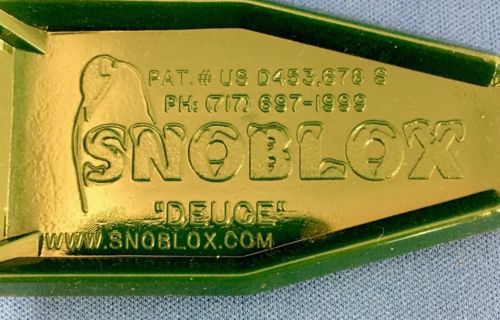 PAT. # US D453,678 S
PH: (717) 697-1999
SNOBLOX
"DEUCE"
WWW.SNOBLOX.COM